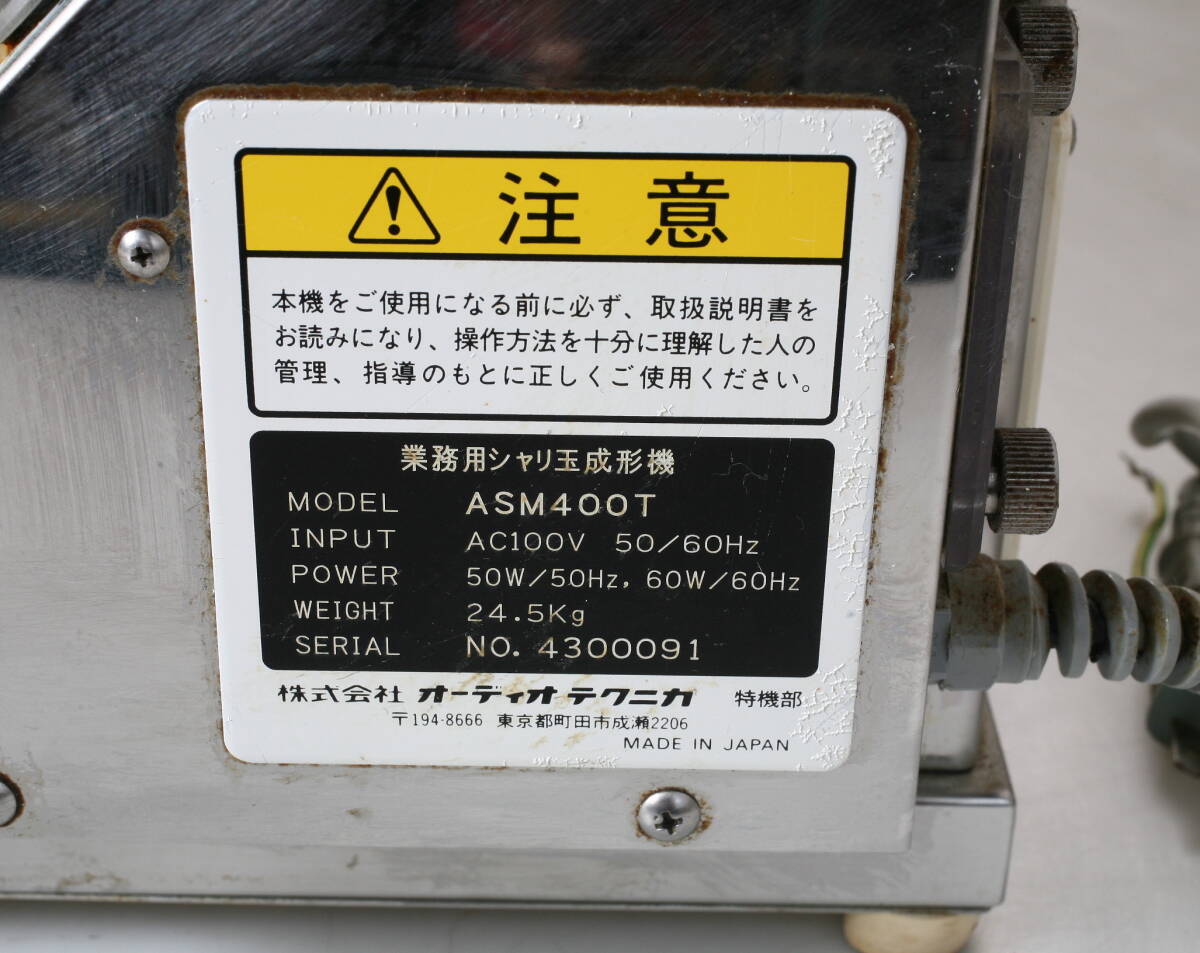 注意
本機をご使用になる前に必ず、取扱説明書を
お読みになり、操作方法を十分に理解した人の
管理、指導のもとに正しくご使用ください。
業務用シャリ玉成形機
MODEL ASM400T
INPUT AC100V 50/60Hz
POWER 50W/50Hz, 60W/60Hz
WEIGHT 24.5Kg
SERIAL NO. 4300091
株式会社 オーディオテクニカ 特機部
〒194-8666 東京都町田市成瀬2206
MADE IN JAPAN